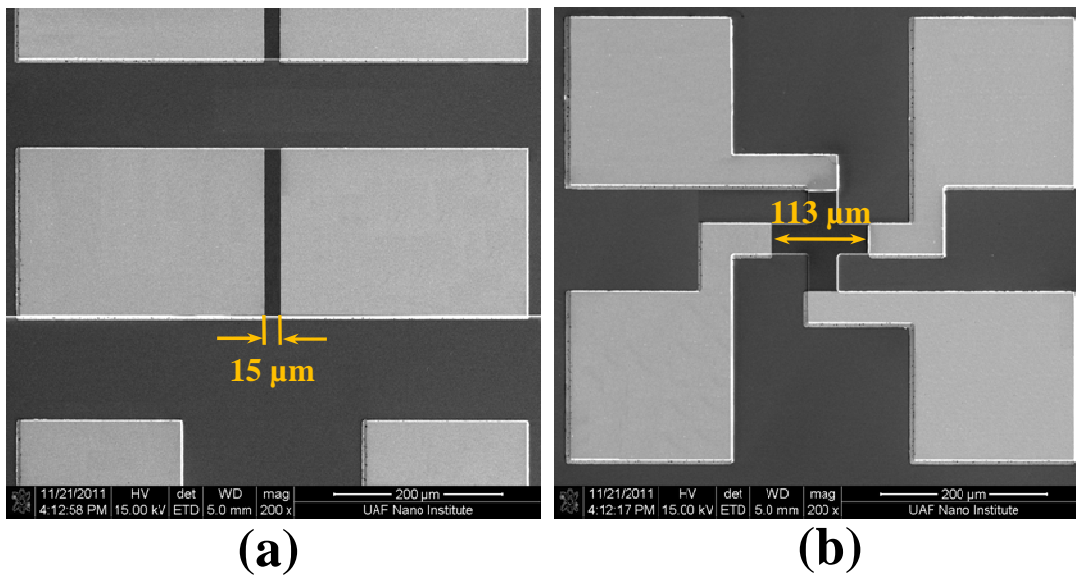 15 µm
11/21/2011 HV det WD mag 200 µm
4:12:58 PM 15.00 kV ETD 5.0 mm 200 x UAF Nano Institute
(a)
113 µm
11/21/2011 HV det WD mag 200 µm
4:12:17 PM 15.00 kV ETD 5.0 mm 200 x UAF Nano Institute
(b)